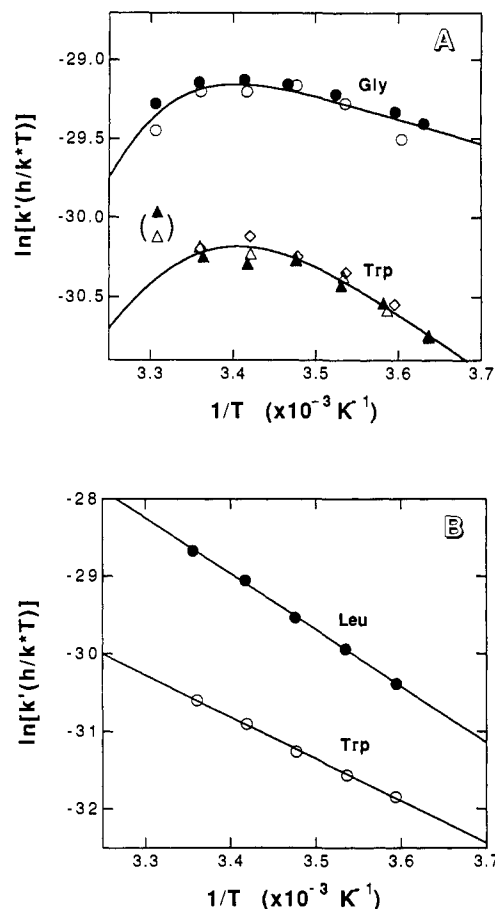 A
-29.0
Gly
-29.5
ln[k'(h/k*T)]
-30.0
( )
Trp
-30.5
3.3 3.4 3.5 3.6 3.7
1/T (x10⁻³ K⁻¹)
-28
B
-29
Leu
-30
ln[k'(h/k*T)]
-31
Trp
-32
3.3 3.4 3.5 3.6 3.7
1/T (x10⁻³ K⁻¹)